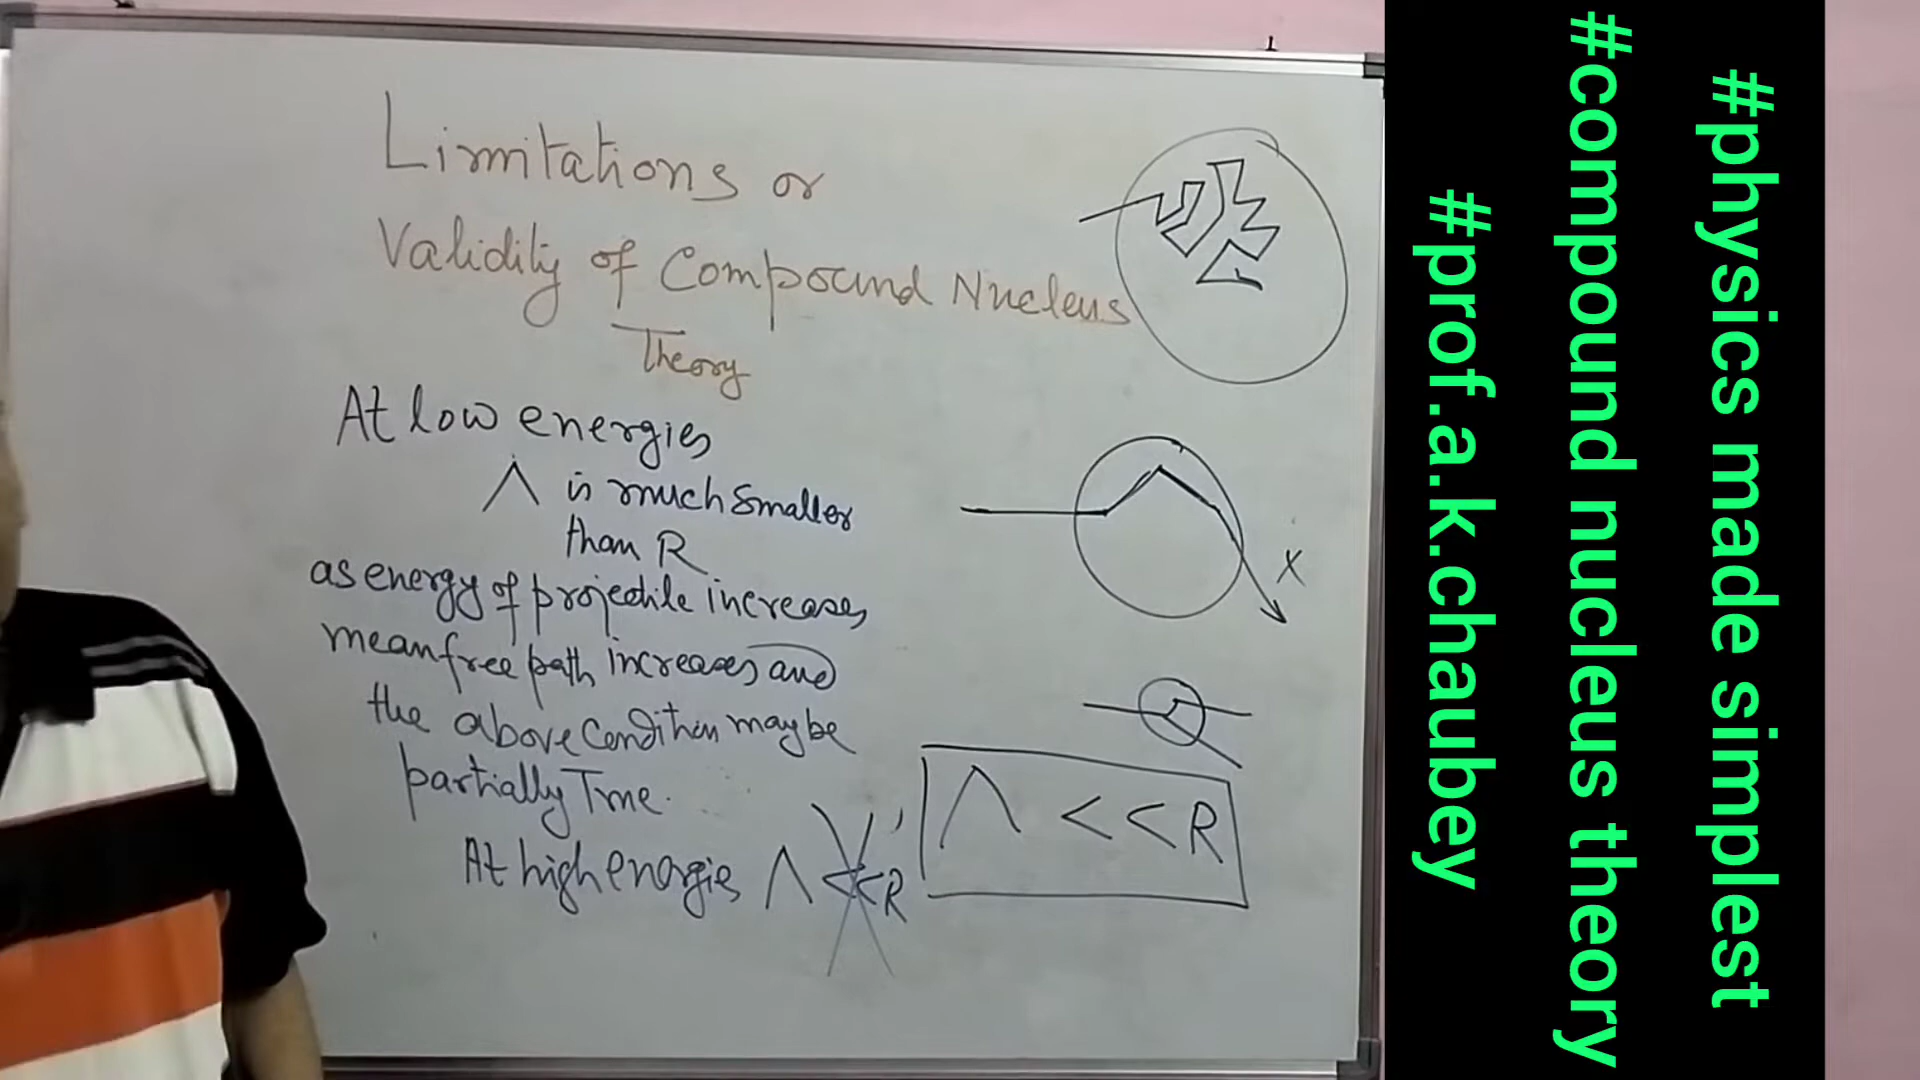 Limitations or
Validity of Compound Nucleus
Theory
At low energies
Λ is much smaller
than R
as energy of projectile increases,
mean free path increases and
the above condition may be
partially True.
At high energies Λ <<R
X
Λ <<R
#physics made simplest
#compound nucleus theory
#prof.a.k.chaubey